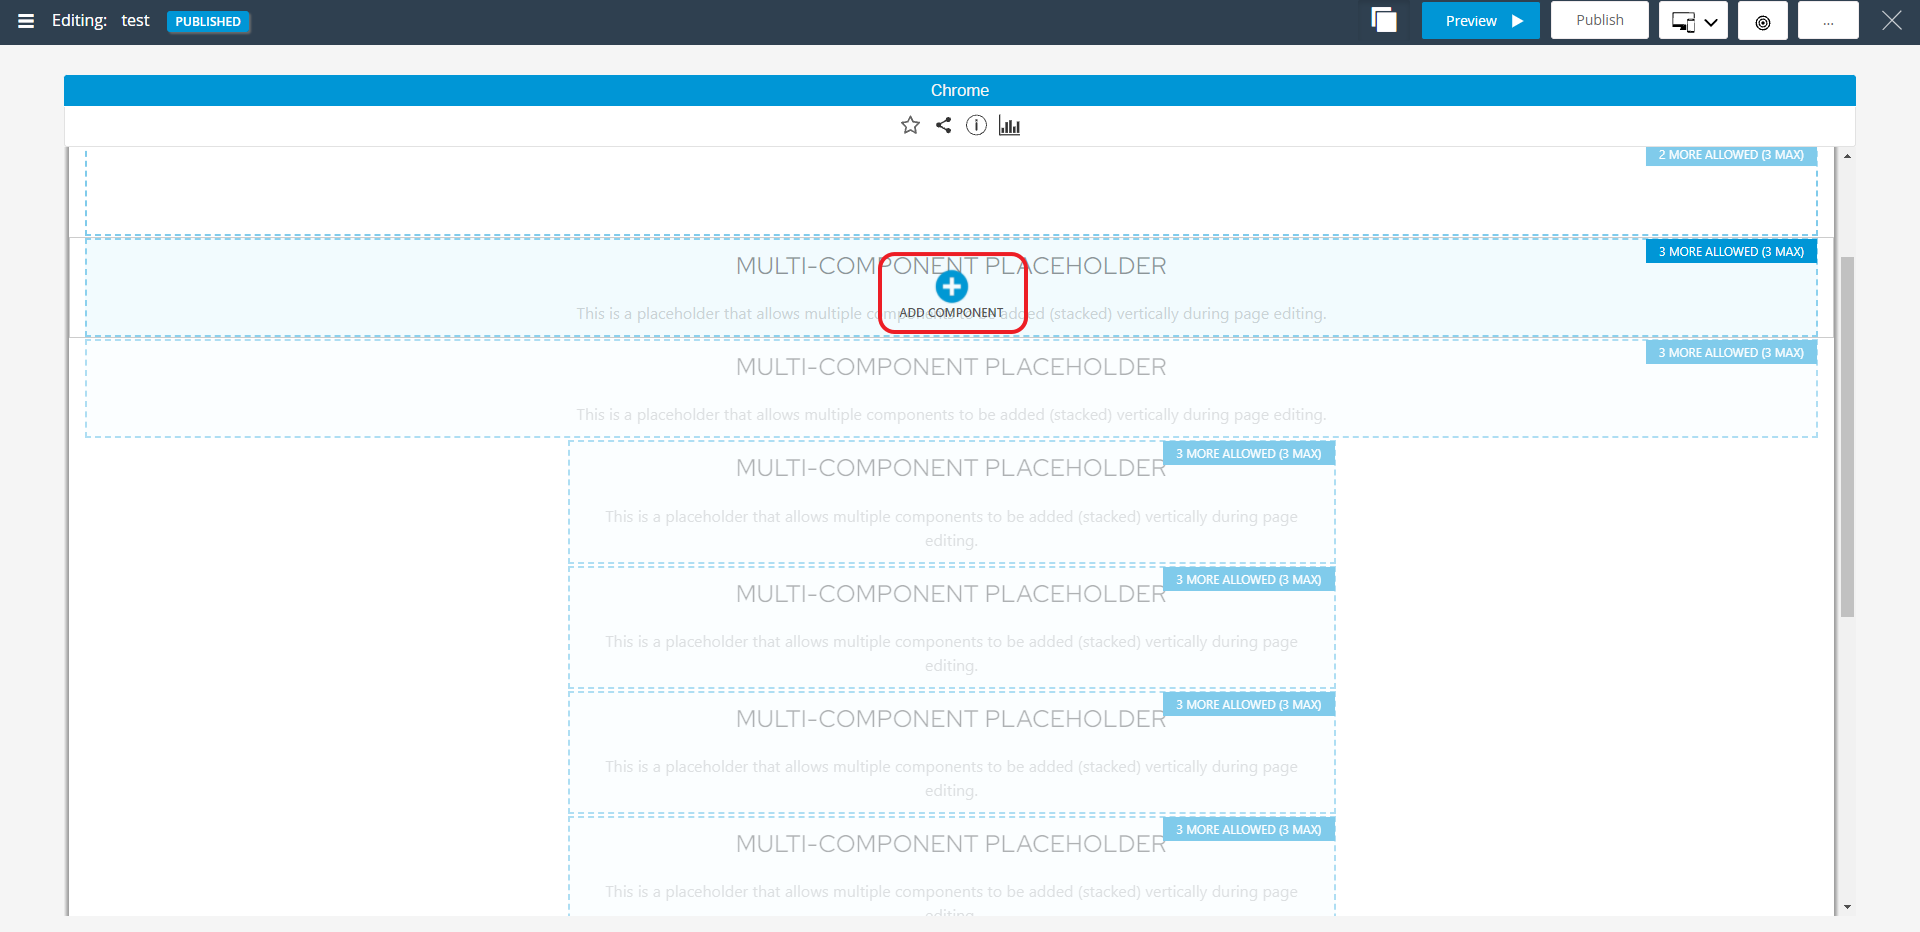 Editing: test PUBLISHED
Preview
Publish
...
Chrome
2 MORE ALLOWED (3 MAX)
3 MORE ALLOWED (3 MAX)
MULTI-COMPONENT PLACEHOLDER
This is a placeholder that allows multiple components to be added (stacked) vertically during page editing.
ADD COMPONENT
3 MORE ALLOWED (3 MAX)
MULTI-COMPONENT PLACEHOLDER
This is a placeholder that allows multiple components to be added (stacked) vertically during page editing.
3 MORE ALLOWED (3 MAX)
MULTI-COMPONENT PLACEHOLDER
This is a placeholder that allows multiple components to be added (stacked) vertically during page
editing.
3 MORE ALLOWED (3 MAX)
MULTI-COMPONENT PLACEHOLDER
This is a placeholder that allows multiple components to be added (stacked) vertically during page
editing.
3 MORE ALLOWED (3 MAX)
MULTI-COMPONENT PLACEHOLDER
This is a placeholder that allows multiple components to be added (stacked) vertically during page
editing.
3 MORE ALLOWED (3 MAX)
MULTI-COMPONENT PLACEHOLDER
This is a placeholder that allows multiple components to be added (stacked) vertically during page
editing.